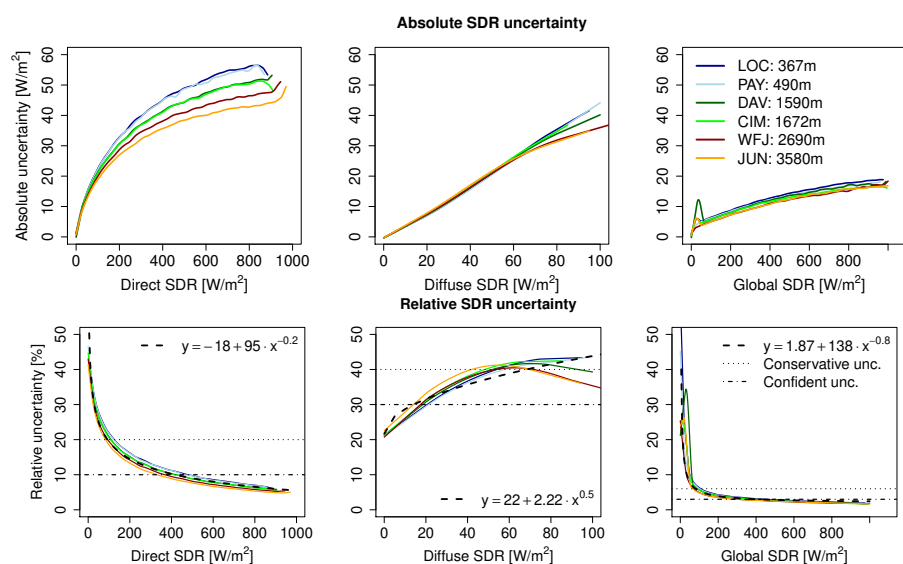 Absolute SDR uncertainty
Absolute uncertainty [W/m²]
0 10 20 30 40 50 60
0 200 400 600 800 1000
Direct SDR [W/m²]
0 10 20 30 40 50 60
0 20 40 60 80 100
Diffuse SDR [W/m²]
0 10 20 30 40 50 60
0 200 400 800
Global SDR [W/m²]
LOC: 367m
PAY: 490m
DAV: 1590m
CIM: 1672m
WFJ: 2690m
JUN: 3580m
Relative SDR uncertainty
Relative uncertainty [%]
0 10 20 30 40 50
0 200 400 600 800 1000
Direct SDR [W/m²]
y = −18 + 95 · x^−0.2
0 10 20 30 40 50
0 20 40 60 80 100
Diffuse SDR [W/m²]
y = 22 + 2.22 · x^0.5
0 10 20 30 40 50
0 200 400 800
Global SDR [W/m²]
y = 1.87 + 138 · x^−0.8
Conservative unc.
Confident unc.